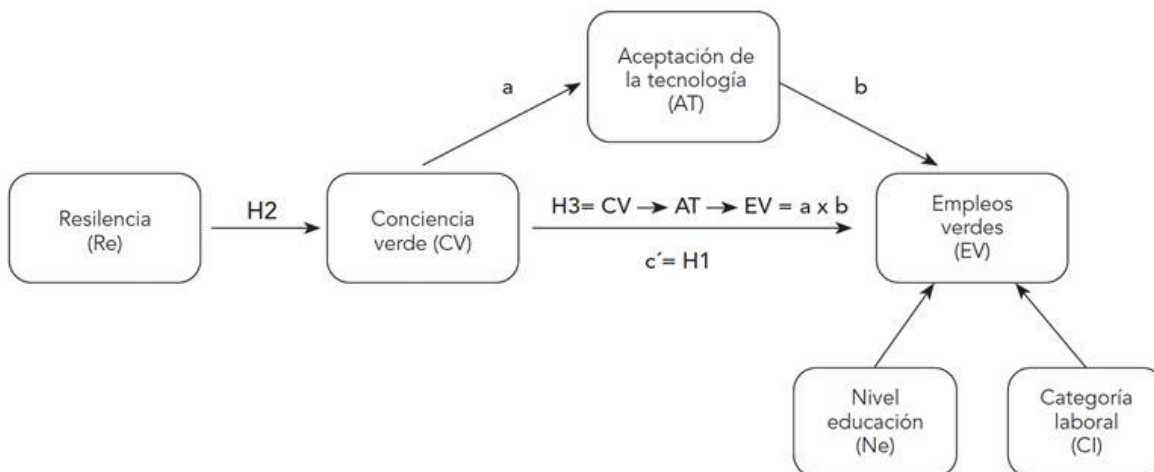 Aceptación de
la tecnología
(AT)
a
b
Resilencia
(Re)
H2
Conciencia
verde (CV)
H3= CV → AT → EV = a x b
c´= H1
Empleos
verdes
(EV)
Nivel
educación
(Ne)
Categoría
laboral
(Cl)